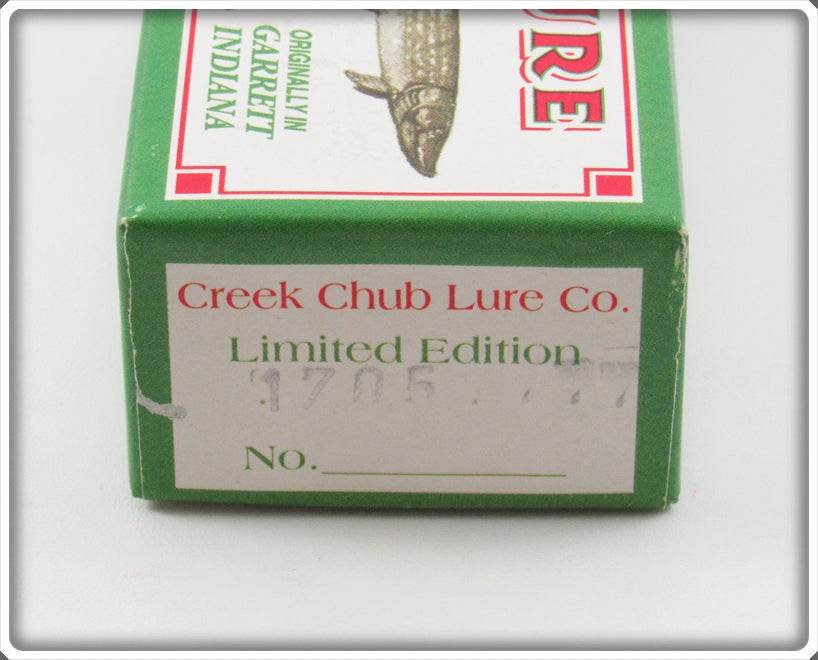 URE
ORIGINALLY IN
GARRETT
INDIANA
Creek Chub Lure Co.
Limited Edition
1705
No.